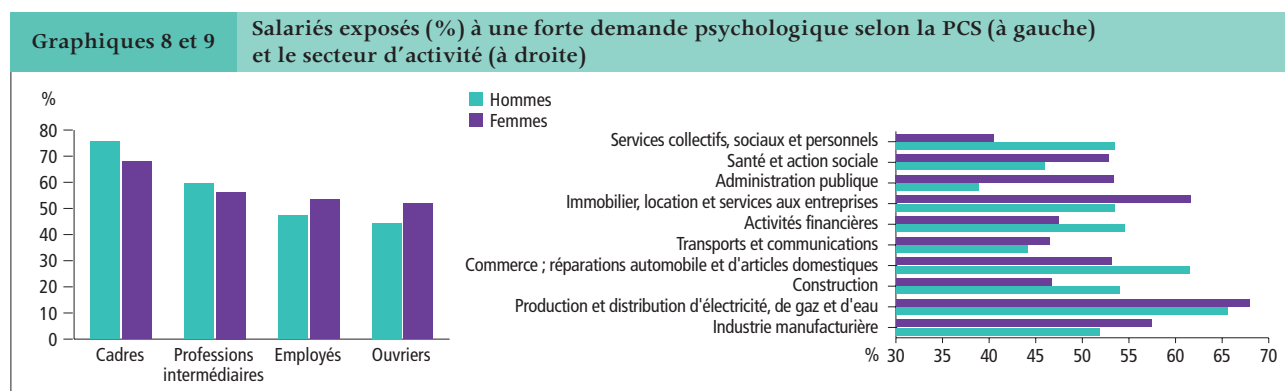 Graphiques 8 et 9
Salariés exposés (%) à une forte demande psychologique selon la PCS (à gauche)
et le secteur d'activité (à droite)
%
80
70
60
50
40
30
20
10
0
Cadres
Professions
intermédiaires
Employés
Ouvriers
Hommes
Femmes
Services collectifs, sociaux et personnels
Santé et action sociale
Administration publique
Immobilier, location et services aux entreprises
Activités financières
Transports et communications
Commerce ; réparations automobile et d'articles domestiques
Construction
Production et distribution d'électricité, de gaz et d'eau
Industrie manufacturière
% 30 35 40 45 50 55 60 65 70